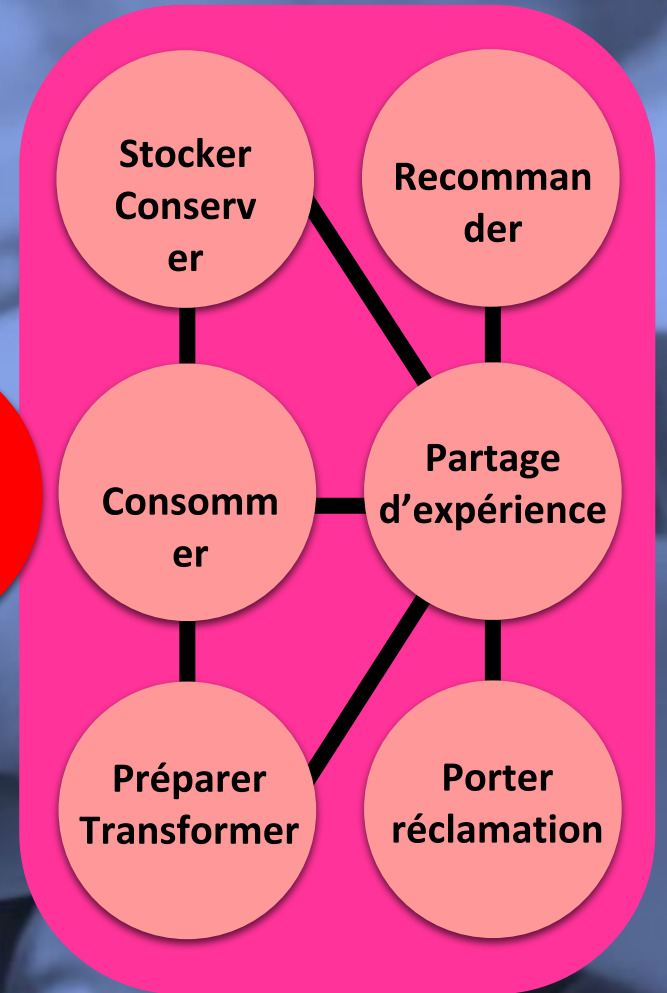 Stocker
Conserv
er
Recomman
der
Consomm
er
Partage
d’expérience
Préparer
Transformer
Porter
réclamation